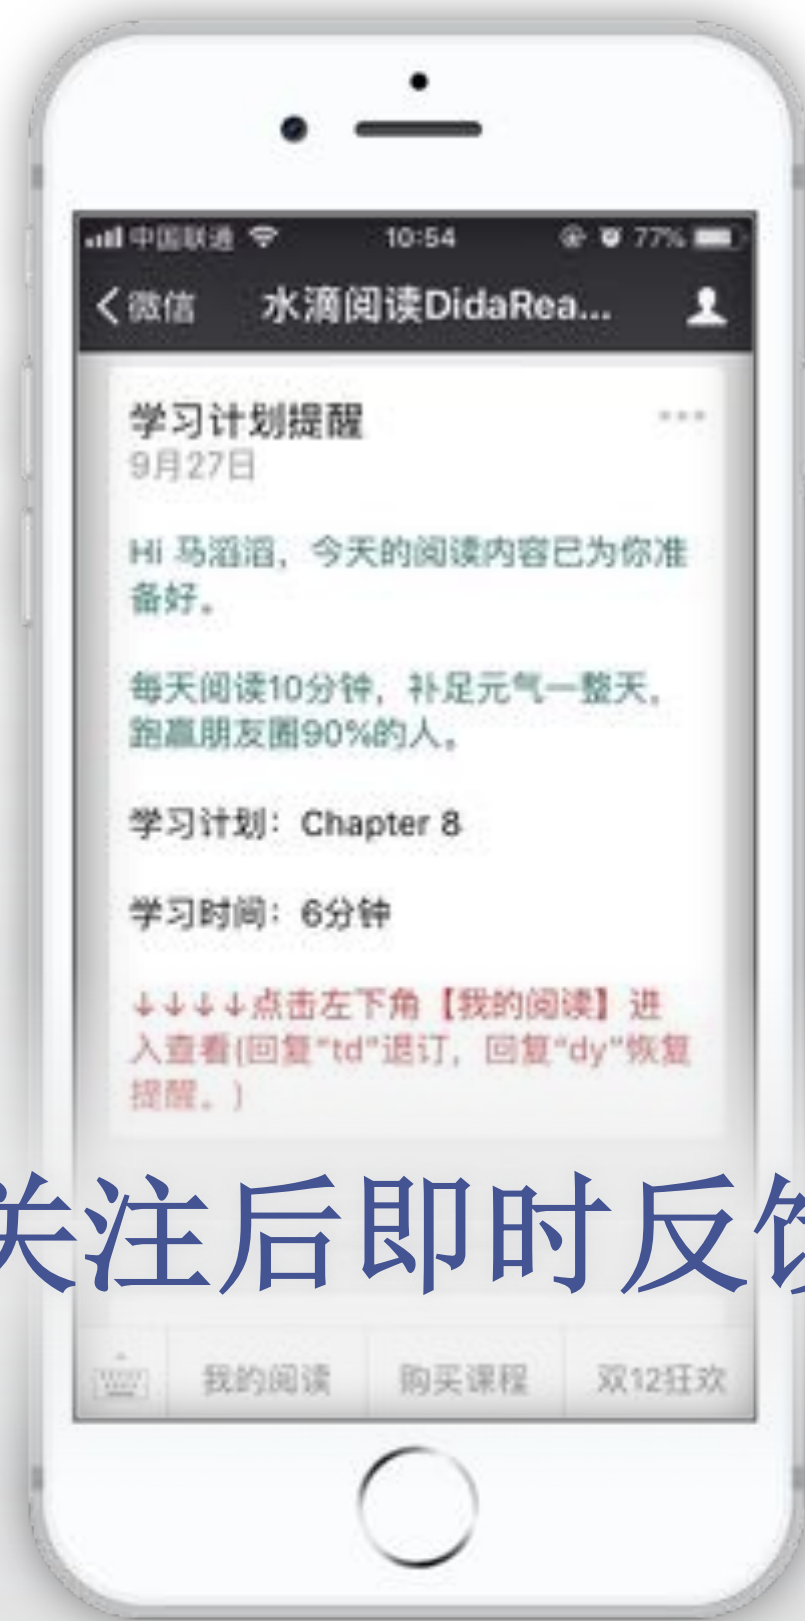 中国联通 10:54 77%
微信 水滴阅读DidaRea...
学习计划提醒
9月27日
Hi 马滔滔，今天的阅读内容已为你准
备好。
每天阅读10分钟，补足元气一整天，
跑赢朋友圈90%的人。
学习计划：Chapter 8
学习时间：6分钟
↓↓↓↓点击左下角【我的阅读】进
入查看(回复“td”退订，回复“dy”恢复
提醒。)
关注后即时反馈
我的阅读 购买课程 双12狂欢